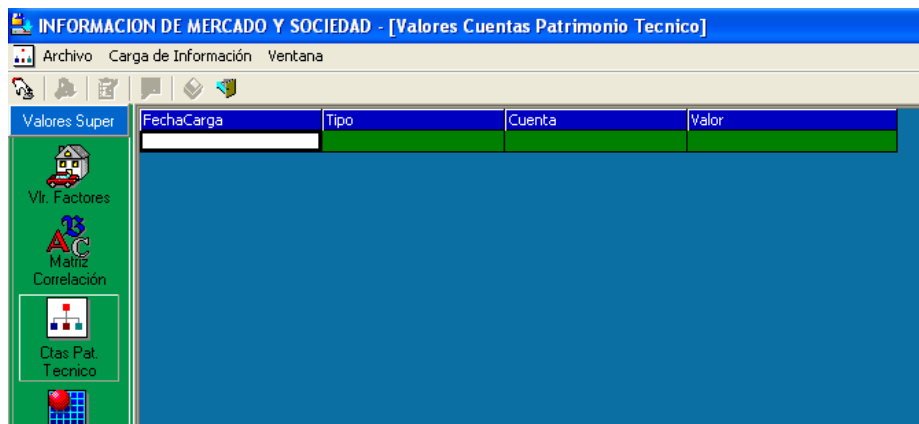 INFORMACION DE MERCADO Y SOCIEDAD - [Valores Cuentas Patrimonio Tecnico]
Archivo Carga de Información Ventana
Valores Super
FechaCarga Tipo Cuenta Valor
Vlr. Factores
A B C
Matriz
Correlación
Ctas Pat.
Tecnico